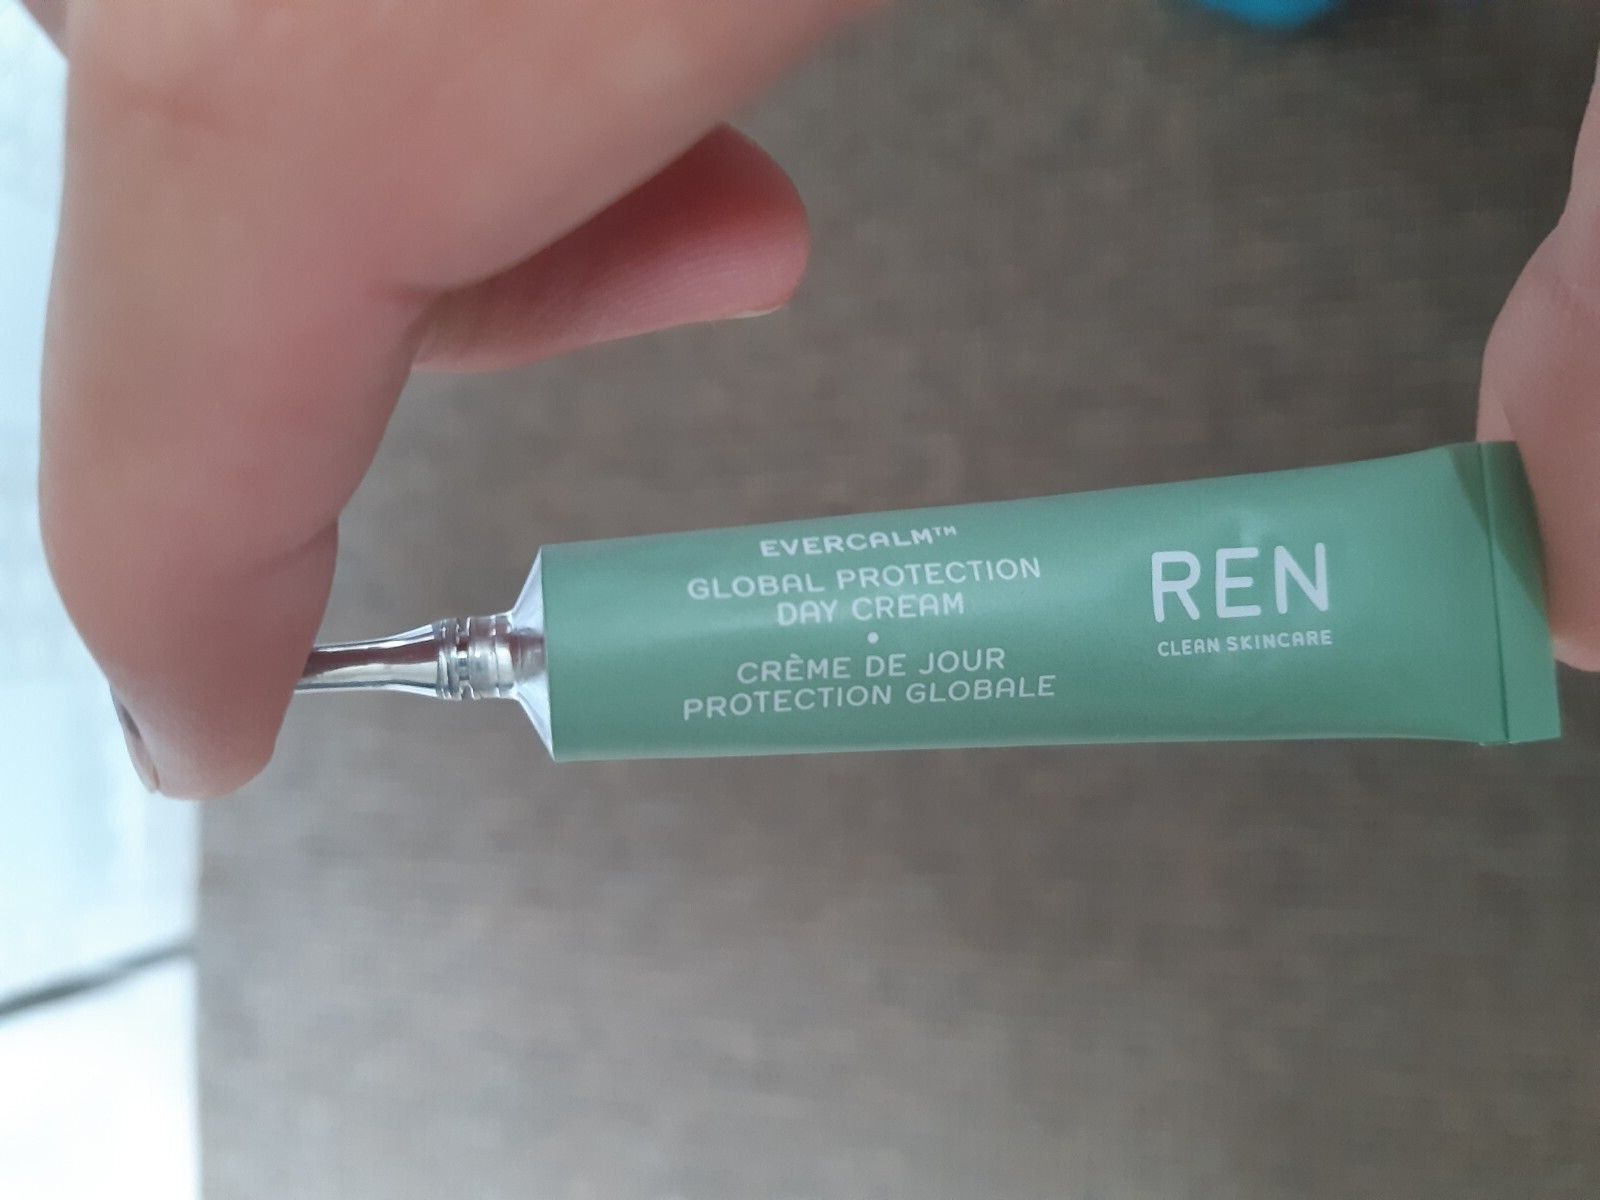 EVERCALM™
GLOBAL PROTECTION
DAY CREAM
•
CRÈME DE JOUR
PROTECTION GLOBALE
REN
CLEAN SKINCARE